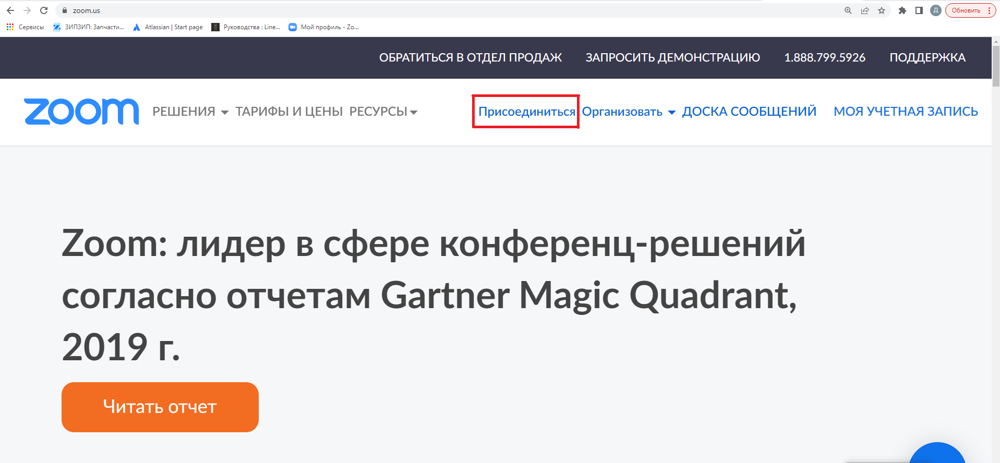 zoom.us
Д
Обновить
Сервисы
ЗИПЗИП: Запчасти...
Atlassian | Start page
Руководства : Line...
Мой профиль - Zo...
ОБРАТИТЬСЯ В ОТДЕЛ ПРОДАЖ
ЗАПРОСИТЬ ДЕМОНСТРАЦИЮ
1.888.799.5926
ПОДДЕРЖКА
zoom
РЕШЕНИЯ
ТАРИФЫ И ЦЕНЫ
РЕСУРСЫ
Присоединиться
Организовать
ДОСКА СООБЩЕНИЙ
МОЯ УЧЕТНАЯ ЗАПИСЬ
Zoom: лидер в сфере конференц-решений
согласно отчетам Gartner Magic Quadrant,
2019 г.
Читать отчет